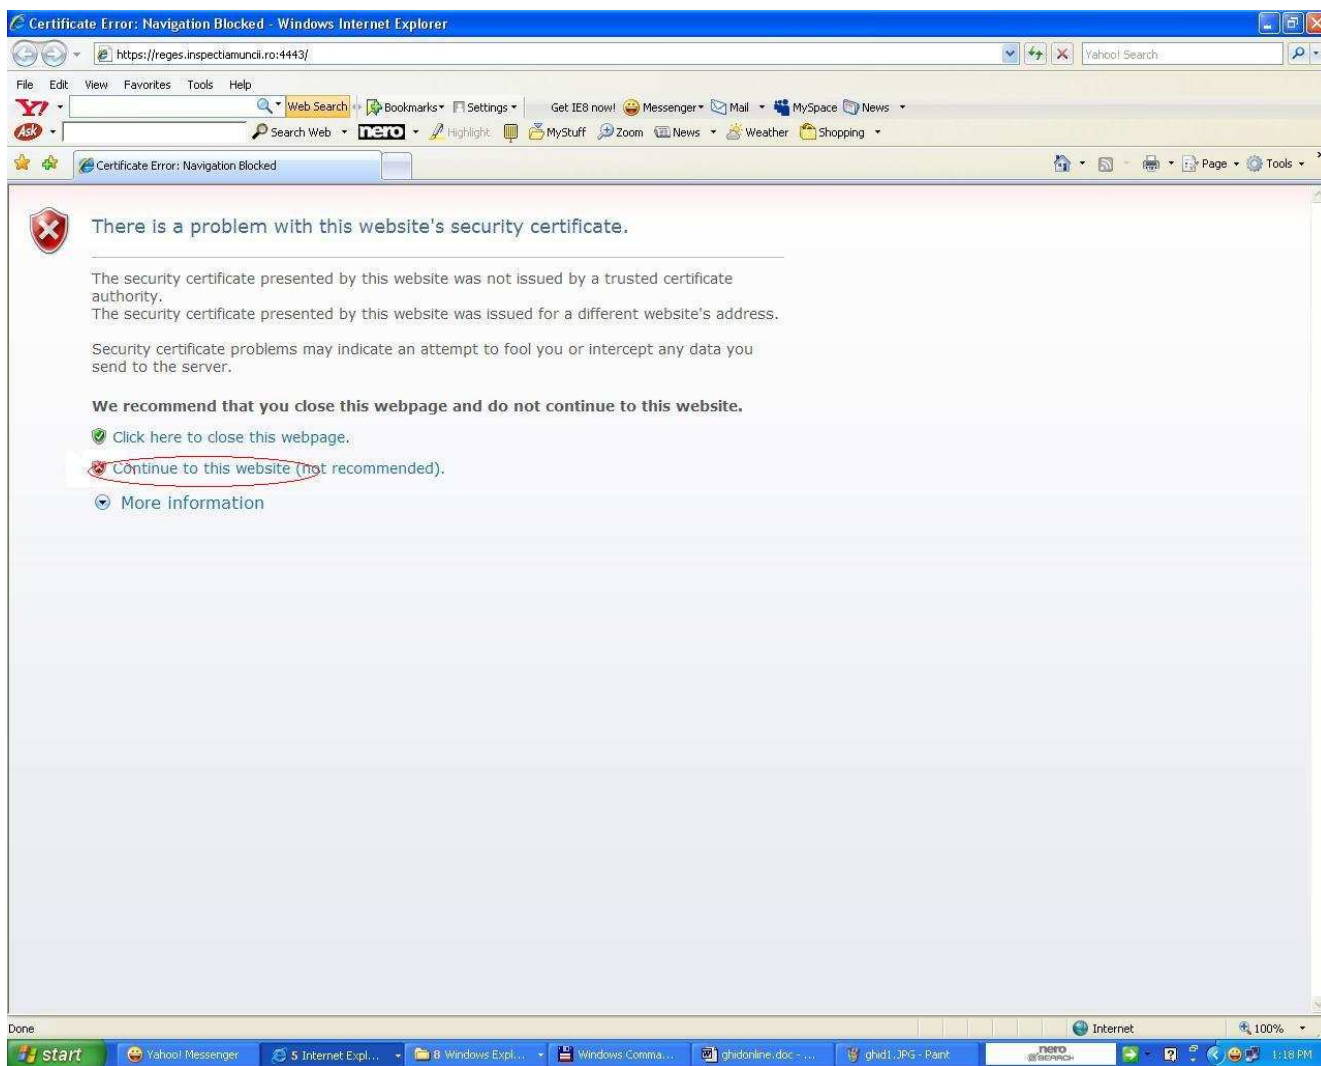 Certificate Error: Navigation Blocked - Windows Internet Explorer
https://reges.inspectiamuncii.ro:4443/
Yahoo! Search
File Edit View Favorites Tools Help
Y! Web Search Bookmarks Settings Get IE8 now! Messenger Mail MySpace News
Ask Search Web nero Highlight MyStuff Zoom News Weather Shopping
Certificate Error: Navigation Blocked
Page Tools
There is a problem with this website's security certificate.
The security certificate presented by this website was not issued by a trusted certificate
authority.
The security certificate presented by this website was issued for a different website's address.
Security certificate problems may indicate an attempt to fool you or intercept any data you
send to the server.
We recommend that you close this webpage and do not continue to this website.
Click here to close this webpage.
Continue to this website (not recommended).
More information
Done Internet 100%
start Yahoo! Messenger 5 Internet Expl... 8 Windows Expl... Windows Comma... ghidonline.doc - ... ghid1.JPG - Paint nero SEARCH 1:18 PM